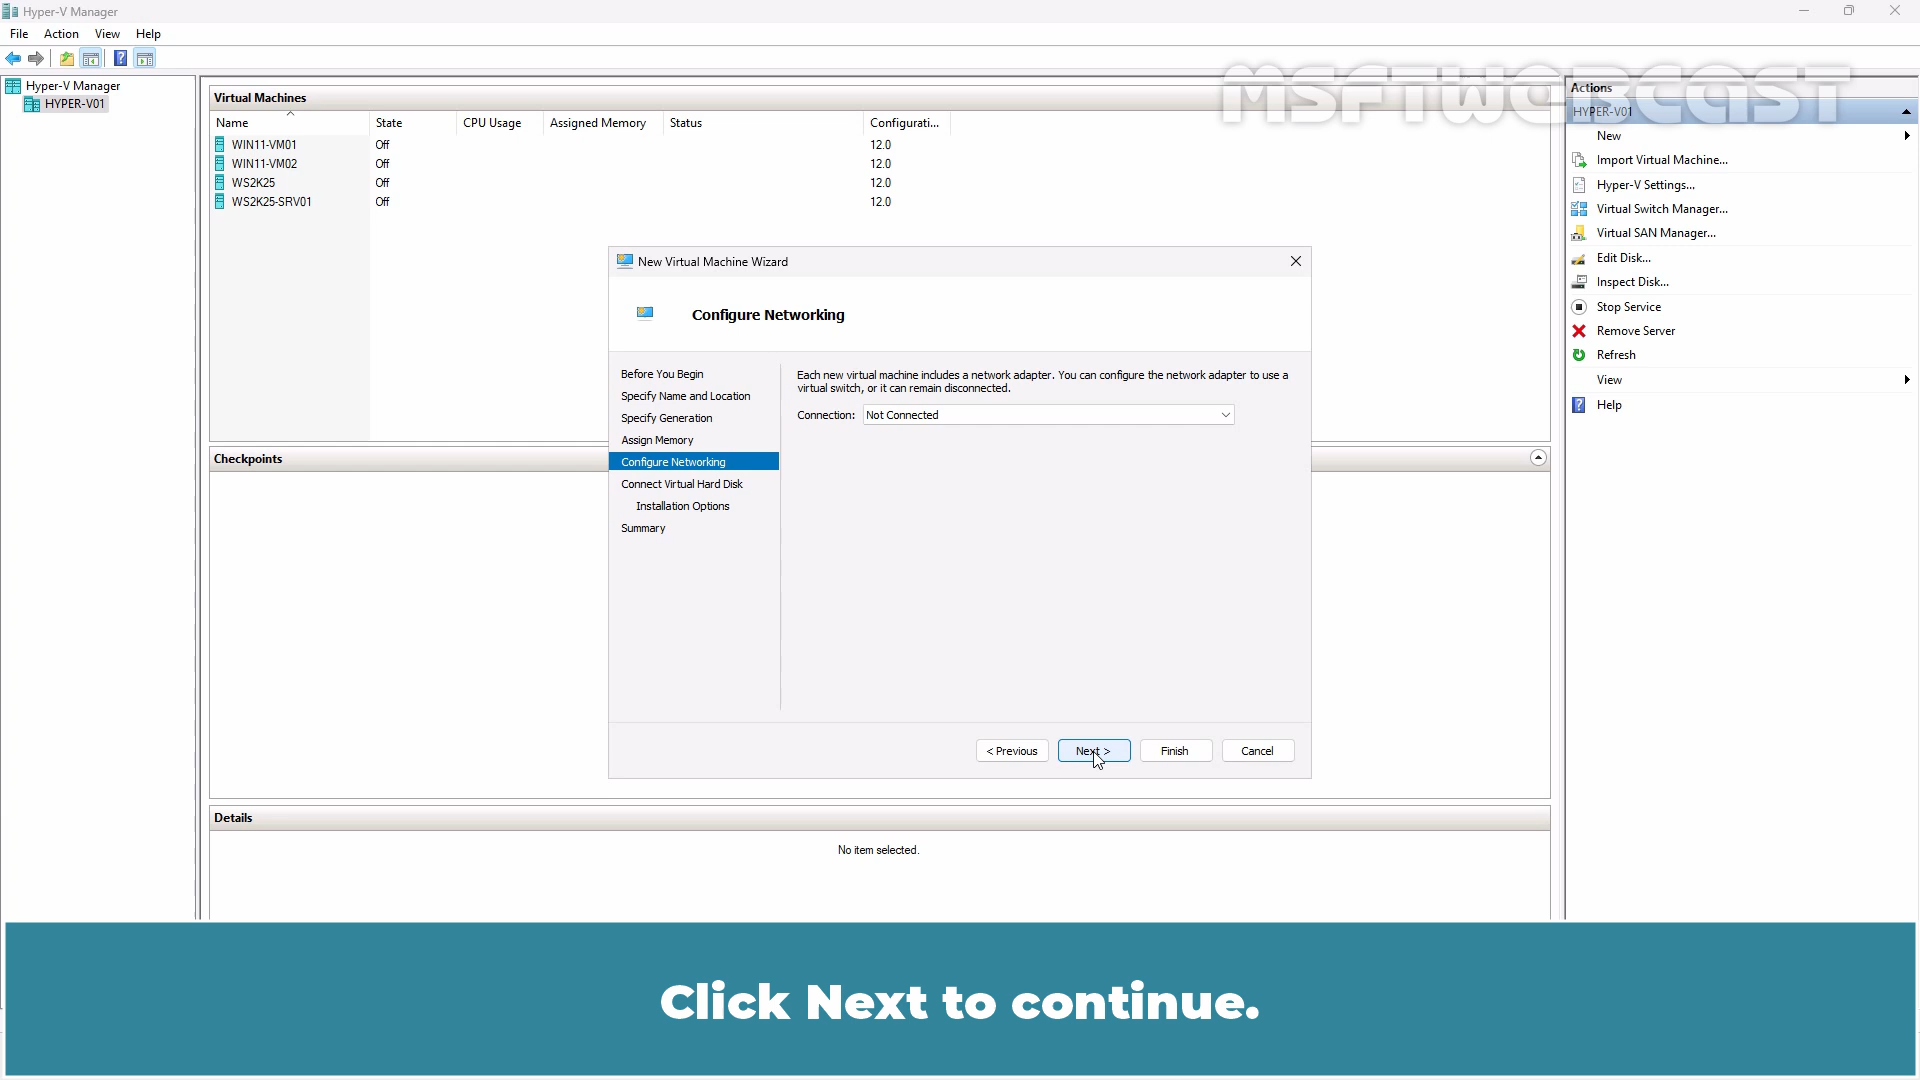 Hyper-V Manager
File Action View Help
Hyper-V Manager
HYPER-V01
Virtual Machines
Name State CPU Usage Assigned Memory Status Configurati...
WIN11-VM01 Off 12.0
WIN11-VM02 Off 12.0
WS2K25 Off 12.0
WS2K25-SRV01 Off 12.0
New Virtual Machine Wizard
Configure Networking
Before You Begin
Specify Name and Location
Specify Generation
Assign Memory
Configure Networking
Connect Virtual Hard Disk
Installation Options
Summary
Each new virtual machine includes a network adapter. You can configure the network adapter to use a
virtual switch, or it can remain disconnected.
Connection: Not Connected
< Previous Next > Finish Cancel
Checkpoints
Details
No item selected.
MSFTWEBCAST
Actions
HYPER-V01
New
Import Virtual Machine...
Hyper-V Settings...
Virtual Switch Manager...
Virtual SAN Manager...
Edit Disk...
Inspect Disk...
Stop Service
Remove Server
Refresh
View
Help
Click Next to continue.